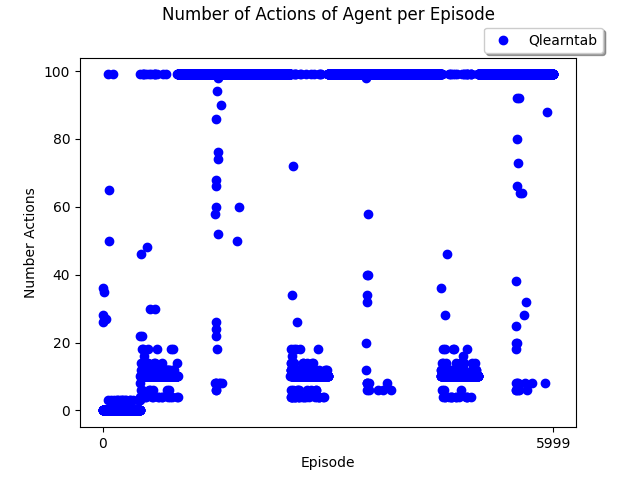 Number of Actions of Agent per Episode
Qlearntab
100
80
60
40
20
0
Number Actions
0
5999
Episode